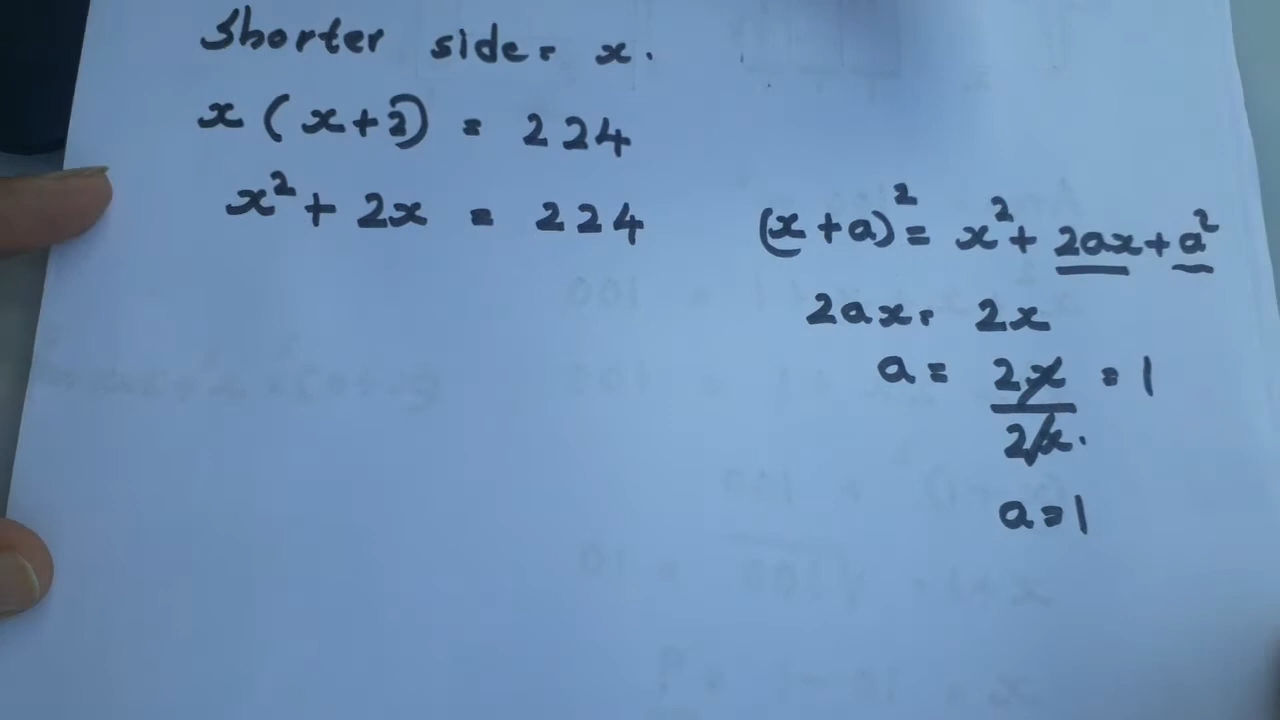 Shorter side = x.
x (x+2) = 224
x² + 2x = 224
(x + a)² = x² + 2ax + a²
2ax = 2x
a = 2x/2x. = 1
a = 1